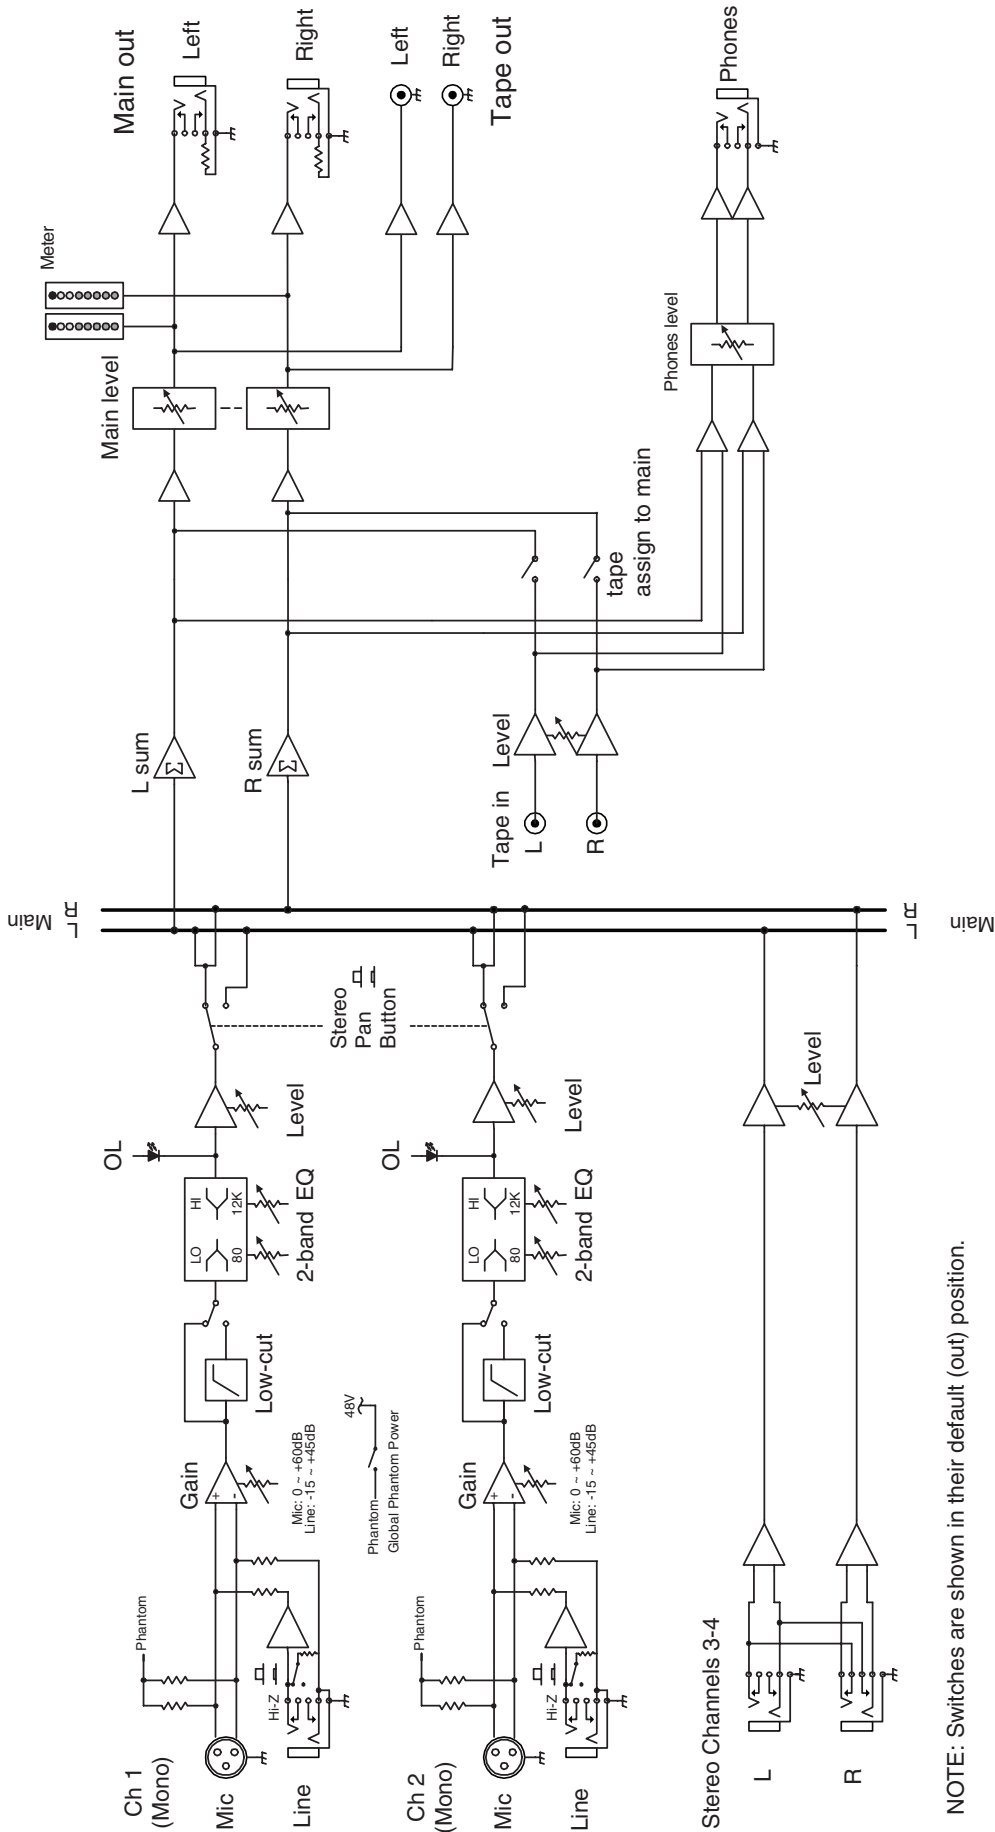 Ch 1
(Mono)
Mic
Line
Phantom
Hi-Z
Gain
Mic: 0 ~ +60dB
Line: -15 ~ +45dB
Low-cut
LO
HI
80
12K
2-band EQ
OL
Level
Phantom
48V
Global Phantom Power
Stereo
Pan
Button
Ch 2
(Mono)
Mic
Line
Phantom
Hi-Z
Gain
Mic: 0 ~ +60dB
Line: -15 ~ +45dB
Low-cut
LO
HI
80
12K
2-band EQ
OL
Level
Stereo Channels 3-4
L
R
Level
Main
L
R
Main
L
R
L sum
R sum
Tape in
L
R
Level
tape
assign to main
Main level
Meter
Main out
Left
Right
Left
Right
Tape out
Phones level
Phones
NOTE: Switches are shown in their default (out) position.